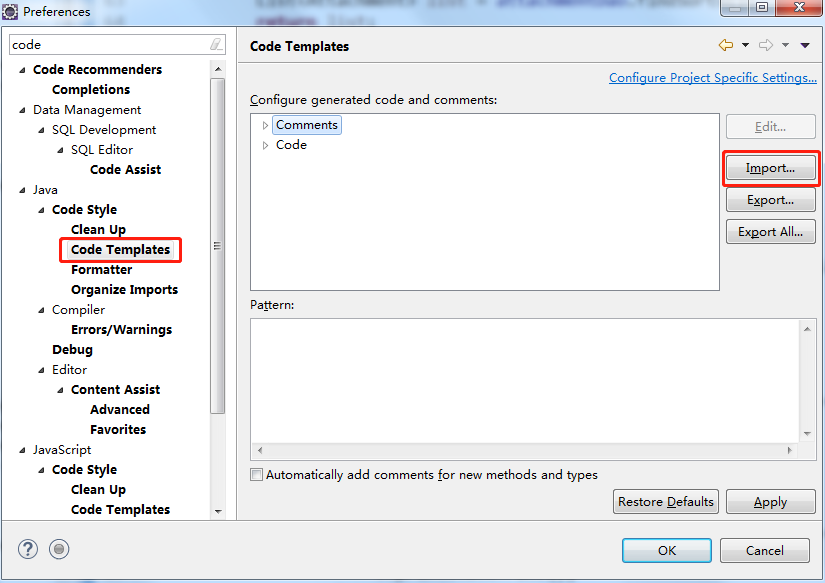 Preferences
return list;
code
Code Recommenders
Completions
Data Management
SQL Development
SQL Editor
Code Assist
Java
Code Style
Clean Up
Code Templates
Formatter
Organize Imports
Compiler
Errors/Warnings
Debug
Editor
Content Assist
Advanced
Favorites
JavaScript
Code Style
Clean Up
Code Templates
Code Templates
Configure Project Specific Settings...
Configure generated code and comments:
Comments
Code
Edit...
Import...
Export...
Export All...
Pattern:
Automatically add comments for new methods and types
Restore Defaults
Apply
OK
Cancel